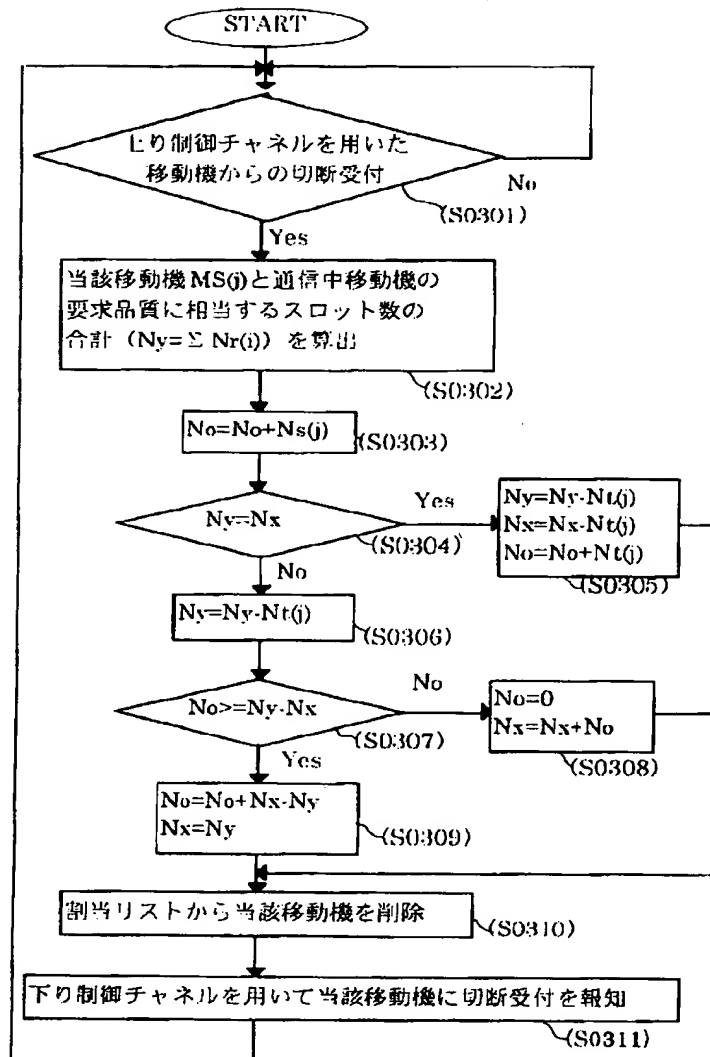 START
上り制御チャネルを用いた
移動機からの切断受付
No
(S0301)
Yes
当該移動機MS(j)と通信中移動機の
要求品質に相当するスロット数の
合計（Ny=Σ Nr(i)）を算出
(S0302)
No=No+Ns(j)
(S0303)
Ny=Nx
Yes
(S0304)
No
Ny=Ny-Nt(j)
Nx=Nx-Nt(j)
No=No+Nt(j)
(S0305)
Ny=Ny-Nt(j)
(S0306)
No>=Ny-Nx
No
(S0307)
Yes
No=0
Nx=Nx+No
(S0308)
No=No+Nx-Ny
Nx=Ny
(S0309)
割当リストから当該移動機を削除
(S0310)
下り制御チャネルを用いて当該移動機に切断受付を報知
(S0311)